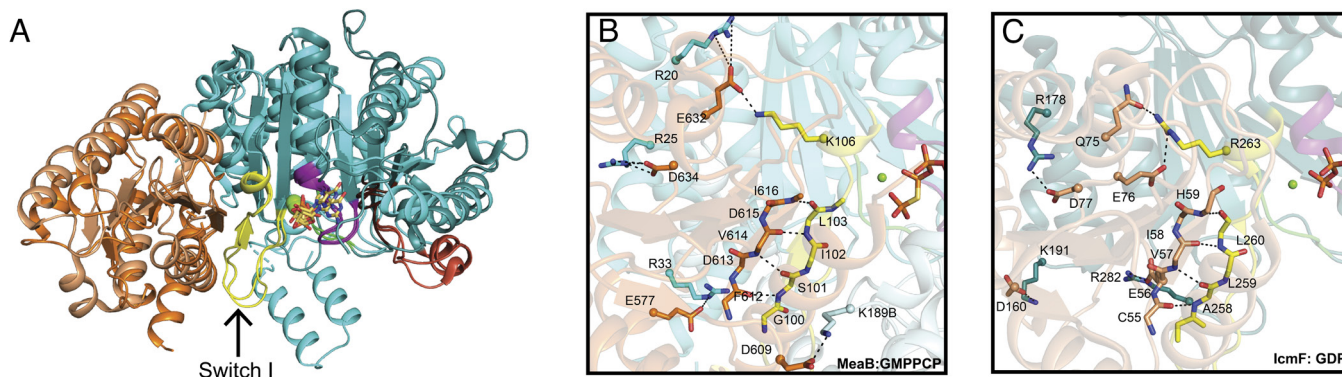 A
Switch I
B
R20
E632
K106
R25
D634
I616
D615
L103
V614
I102
D613
R33
S101
E577
F612
G100
K189B
D609
MeaB:GMPPCP
C
R178
Q75
R263
E76
H59
D77
I58
L260
K191
V57
R282
L259
E56
A258
D160
C55
IcmF: GDP